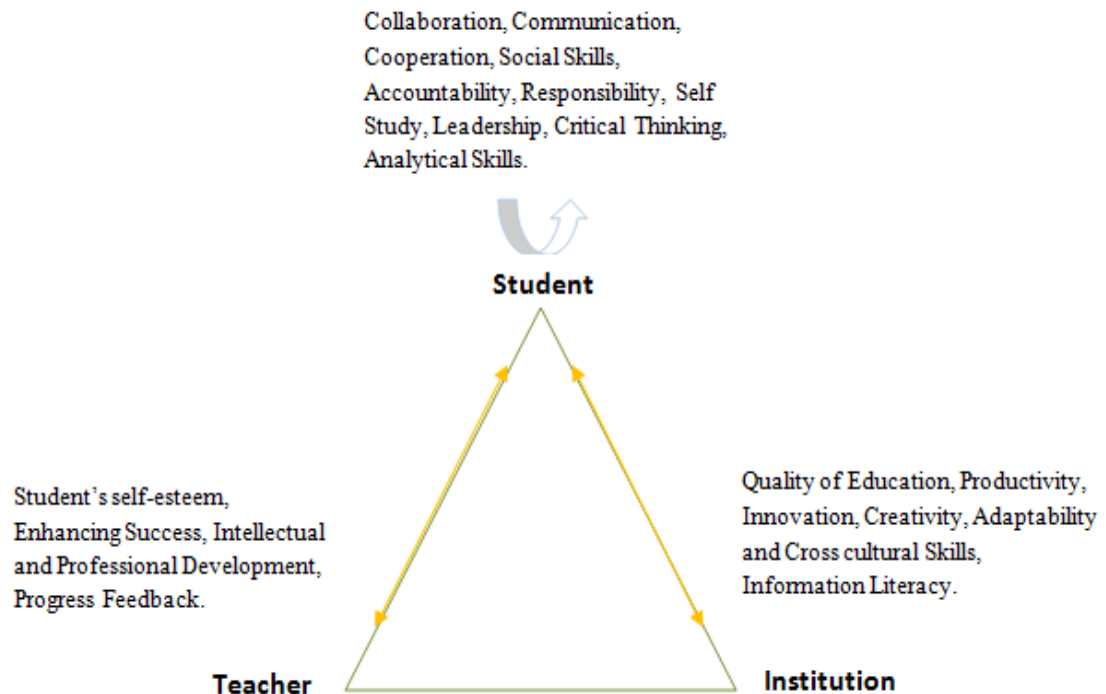 Collaboration, Communication,
Cooperation, Social Skills,
Accountability, Responsibility, Self
Study, Leadership, Critical Thinking,
Analytical Skills.
Student
Student's self-esteem,
Enhancing Success, Intellectual
and Professional Development,
Progress Feedback.
Quality of Education, Productivity,
Innovation, Creativity, Adaptability
and Cross cultural Skills,
Information Literacy.
Teacher
Institution